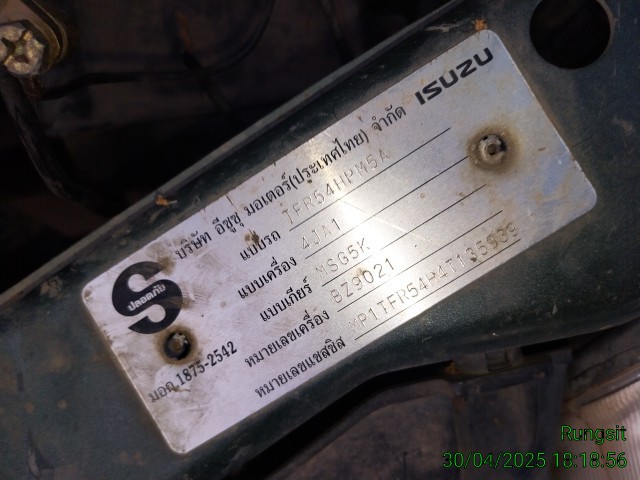 ISUZU
บริษัท อีซูซุ มอเตอร์(ประเทศไทย) จำกัด
แบบรถ TFR54HPM5A
แบบเครื่อง 4JA1
แบบเกียร์ MSG5K
หมายเลขเครื่อง 8Z9021
หมายเลขแชสซิส MP1TFR54H4T135939
S
ปลอดภัย
มอก.1875-2542
Rungsit
30/04/2025 18:18:56